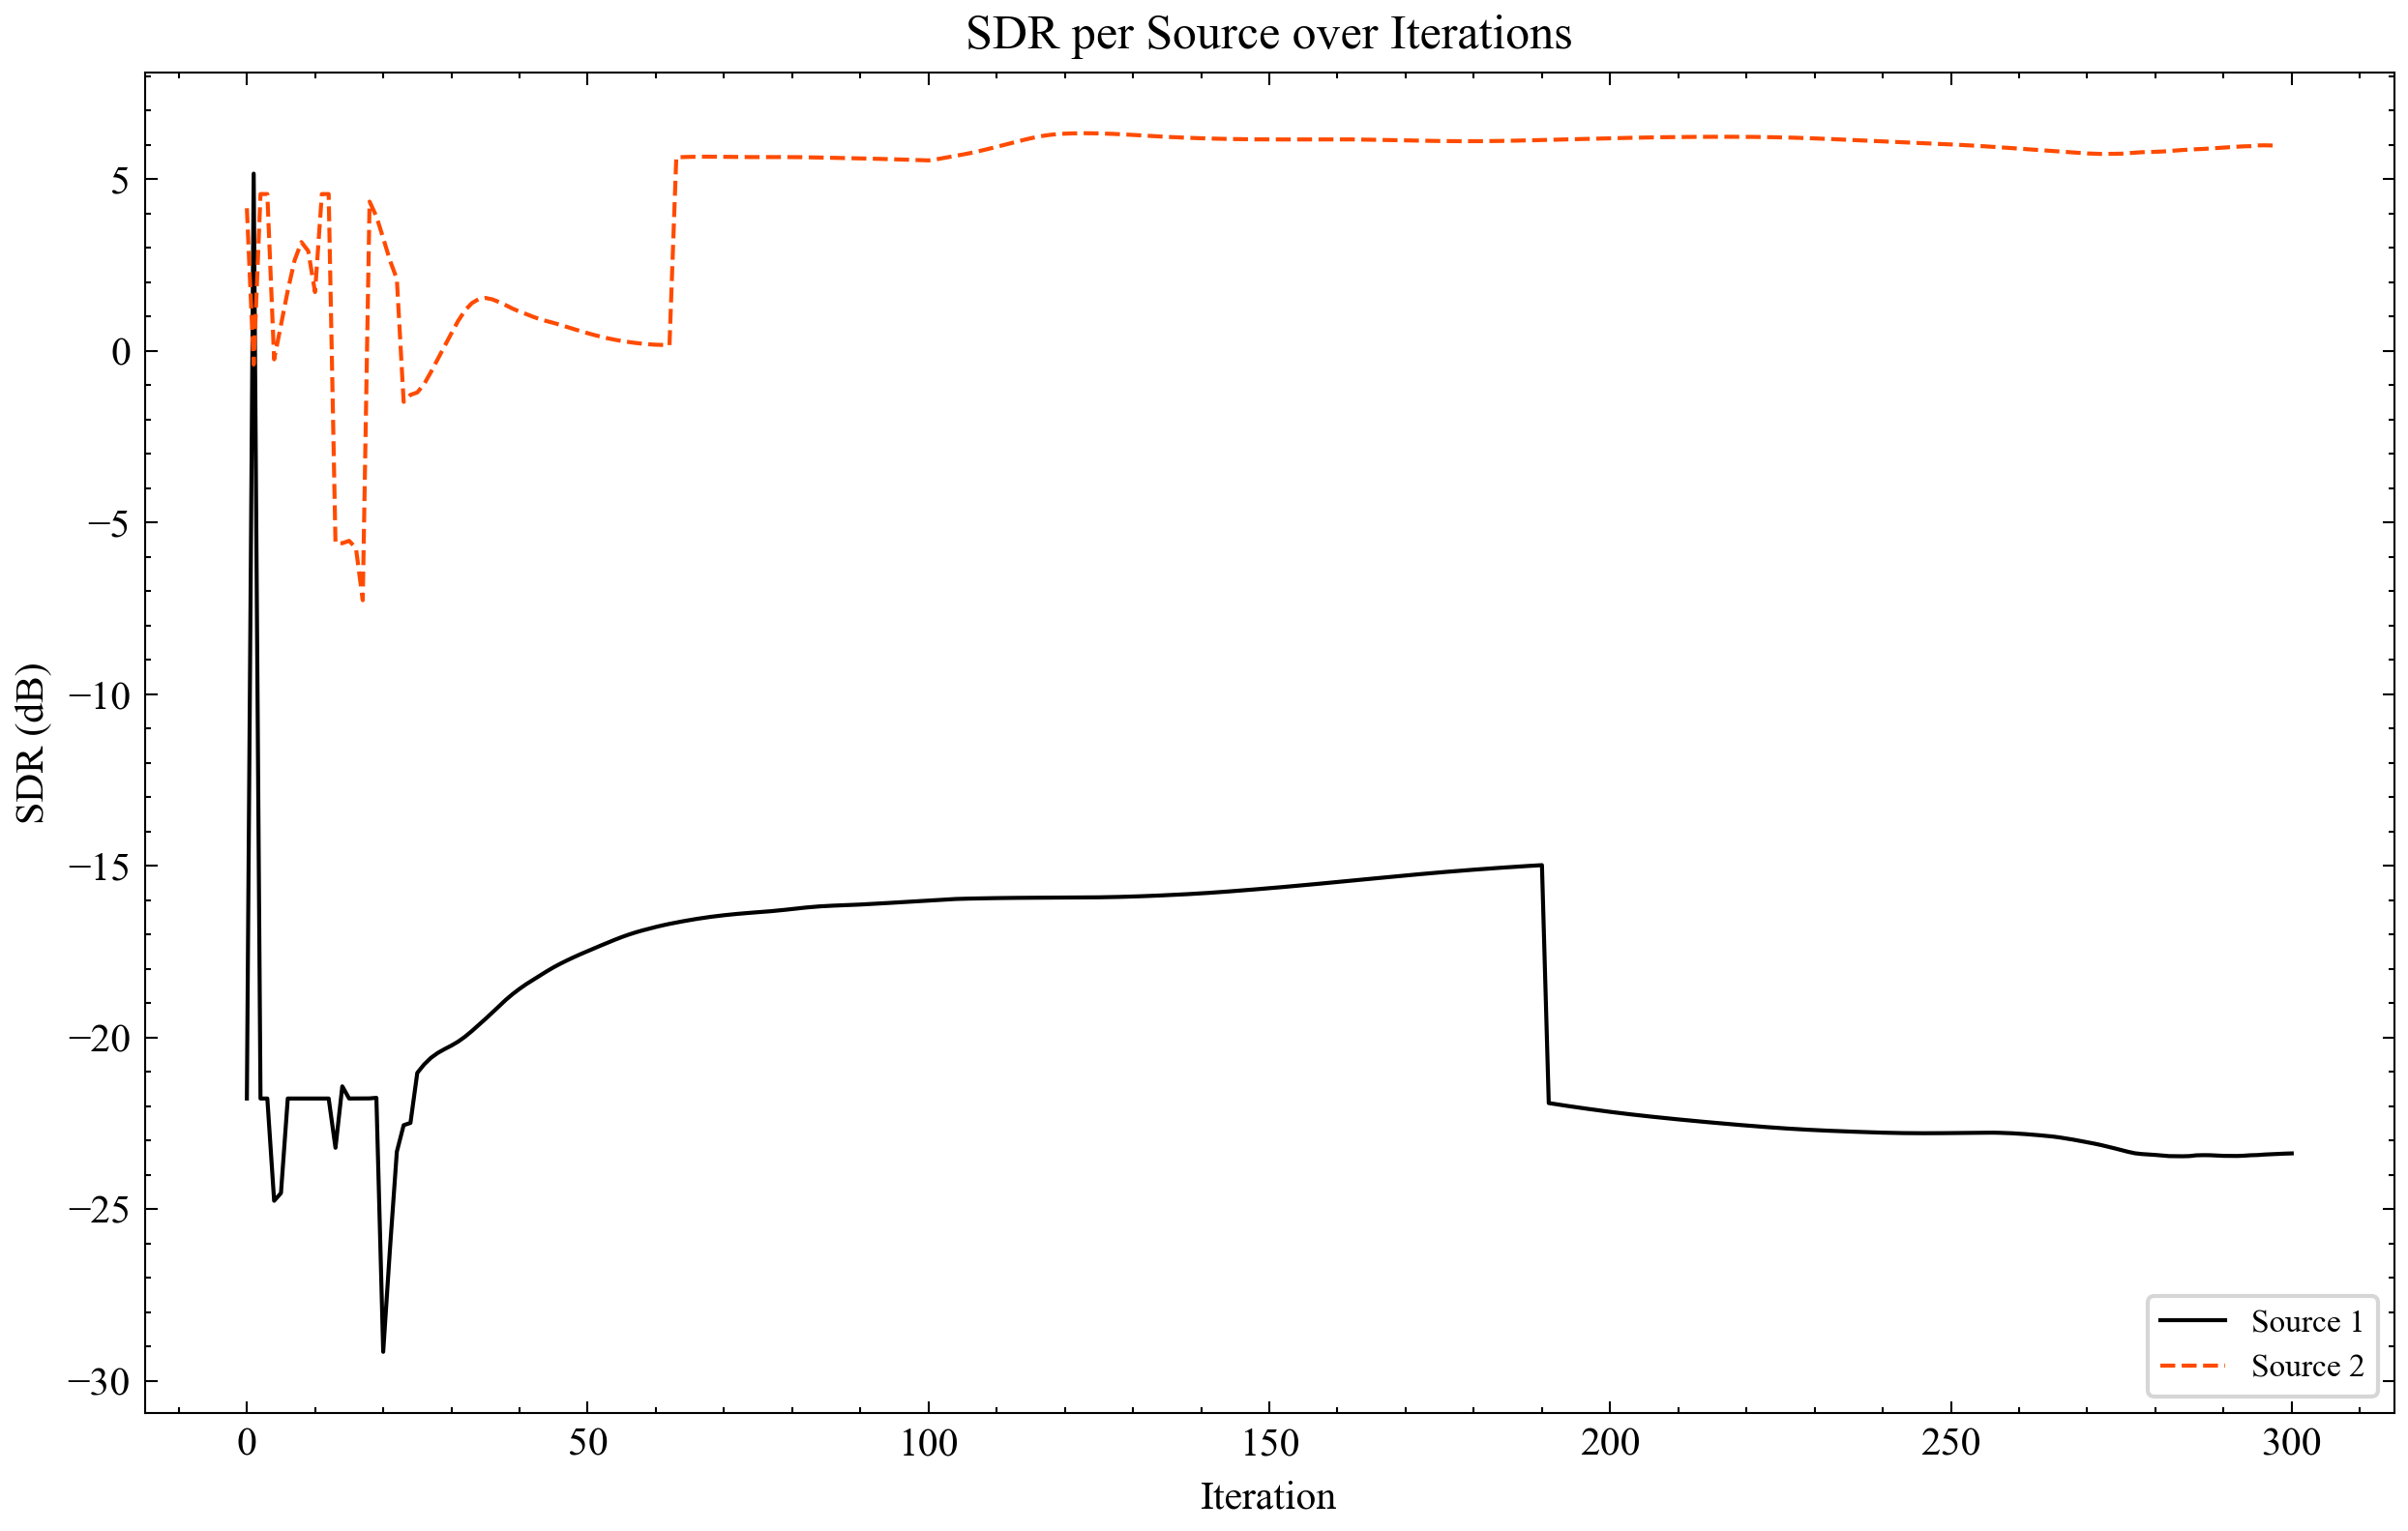 SDR per Source over Iterations
SDR (dB)
5
0
−5
−10
−15
−20
−25
−30
0 50 100 150 200 250 300
Iteration
Source 1
Source 2